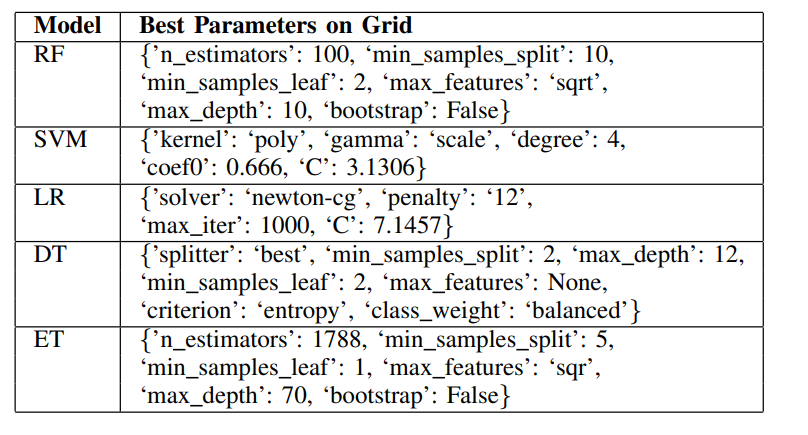 Model Best Parameters on Grid
RF {’n_estimators’: 100, ‘min_samples_split’: 10,
‘min_samples_leaf’: 2, ‘max_features’: ‘sqrt’,
‘max_depth’: 10, ‘bootstrap’: False}
SVM {’kernel’: ‘poly’, ‘gamma’: ‘scale’, ‘degree’: 4,
‘coef0’: 0.666, ‘C’: 3.1306}
LR {’solver’: ‘newton-cg’, ‘penalty’: ‘12’,
‘max_iter’: 1000, ‘C’: 7.1457}
DT {’splitter’: ‘best’, ‘min_samples_split’: 2, ‘max_depth’: 12,
‘min_samples_leaf’: 2, ‘max_features’: None,
‘criterion’: ‘entropy’, ‘class_weight’: ‘balanced’}
ET {’n_estimators’: 1788, ‘min_samples_split’: 5,
‘min_samples_leaf’: 1, ‘max_features’: ‘sqr’,
‘max_depth’: 70, ‘bootstrap’: False}